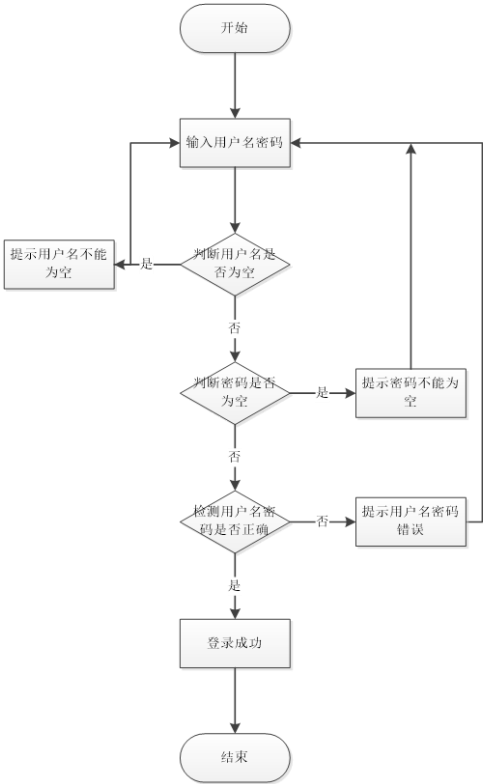 开始
输入用户名密码
判断用户名是
否为空
是
提示用户名不能
为空
否
判断密码是否
为空
是
提示密码不能为
空
否
检测用户名密
码是否正确
否
提示用户名密码
错误
是
登录成功
结束